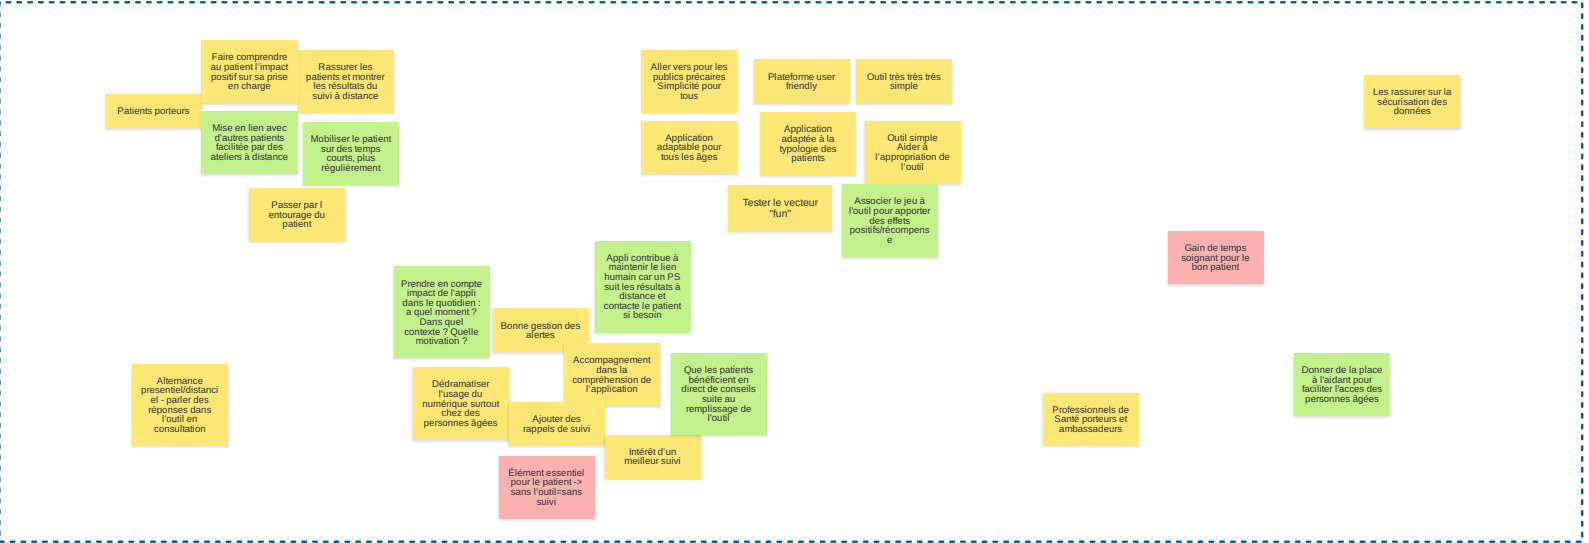 Faire comprendre
au patient l'impact
positif sur sa prise
en charge
Rassurer les
patients et montrer
les résultats du
suivi à distance
Patients porteurs
Mise en lien avec
d'autres patients
facilitée par des
ateliers à distance
Mobiliser le patient
sur des temps
courts, plus
régulièrement
Passer par l
entourage du
patient
Aller vers pour les
publics précaires
Simplicité pour
tous
Plateforme user
friendly
Outil très très très
simple
Application
adaptable pour
tous les âges
Application
adaptée à la
typologie des
patients
Outil simple
Aider à
l'appropriation de
l'outil
Tester le vecteur
"fun"
Associer le jeu à
l'outil pour apporter
des effets
positifs/récompens
e
Les rassurer sur la
sécurisation des
données
Gain de temps
soignant pour le
bon patient
Appli contribue à
maintenir le lien
humain car un PS
suit les résultats à
distance et
contacte le patient
si besoin
Prendre en compte
impact de l'appli
dans le quotidien :
a quel moment ?
Dans quel
contexte ? Quelle
motivation ?
Bonne gestion des
alertes
Accompagnement
dans la
compréhension de
l'application
Que les patients
bénéficient en
direct de conseils
suite au
remplissage de
l'outil
Alternance
presentiel/distanci
el - parler des
réponses dans
l'outil en
consultation
Dédramatiser
l'usage du
numérique surtout
chez des
personnes âgées
Ajouter des
rappels de suivi
Intérêt d'un
meilleur suivi
Élément essentiel
pour le patient ->
sans l'outil=sans
suivi
Professionnels de
Santé porteurs et
ambassadeurs
Donner de la place
à l'aidant pour
faciliter l'acces des
personnes âgées